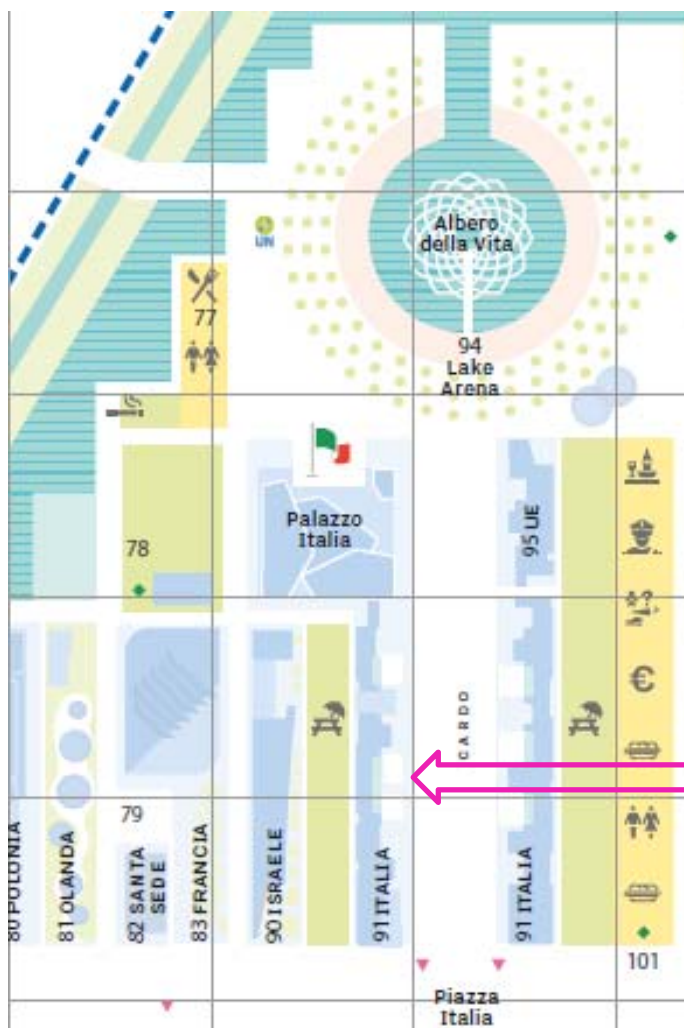 Albero
della Vita
UN
77
94
Lake
Arena
Palazzo
Italia
78
95 UE
?
€
CARDO
79
80 POLONIA
81 OLANDA
82 SANTA
SEDE
83 FRANCIA
90 ISRAELE
91 ITALIA
91 ITALIA
101
Piazza
Italia